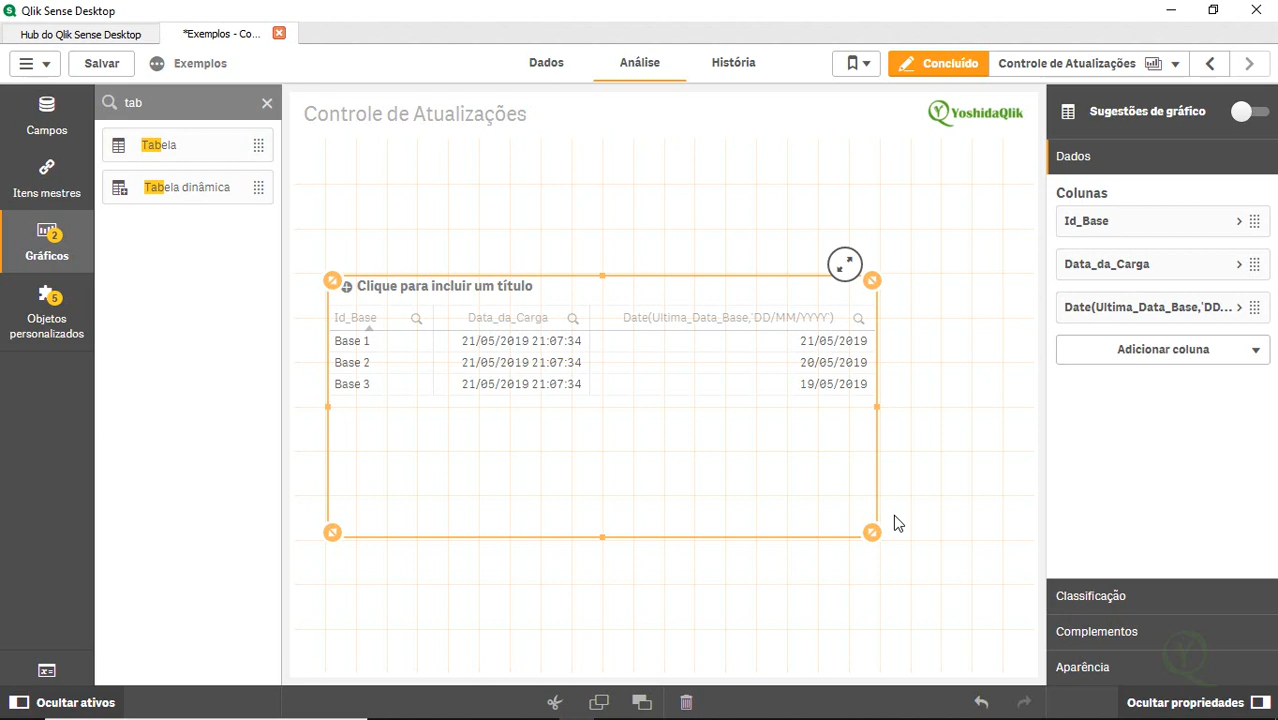 Qlik Sense Desktop
Hub do Qlik Sense Desktop
*Exemplos - Co...
Salvar
Exemplos
Dados
Análise
História
Concluído
Controle de Atualizações
Campos
Itens mestres
2
Gráficos
5
Objetos
personalizados
tab
Tabela
Tabela dinâmica
Controle de Atualizações
YoshidaQlik
Clique para incluir um título
Id_Base Data_da_Carga Date(Ultima_Data_Base,'DD/MM/YYYY')
Base 1 21/05/2019 21:07:34 21/05/2019
Base 2 21/05/2019 21:07:34 20/05/2019
Base 3 21/05/2019 21:07:34 19/05/2019
Sugestões de gráfico
Dados
Colunas
Id_Base
Data_da_Carga
Date(Ultima_Data_Base,'DD...
Adicionar coluna
Classificação
Complementos
Aparência
Ocultar ativos
Ocultar propriedades